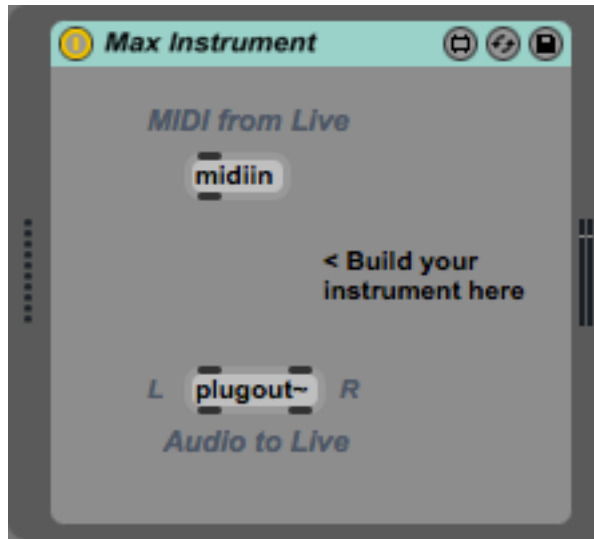 Max Instrument
MIDI from Live
midiin
< Build your
instrument here
L plugout~ R
Audio to Live